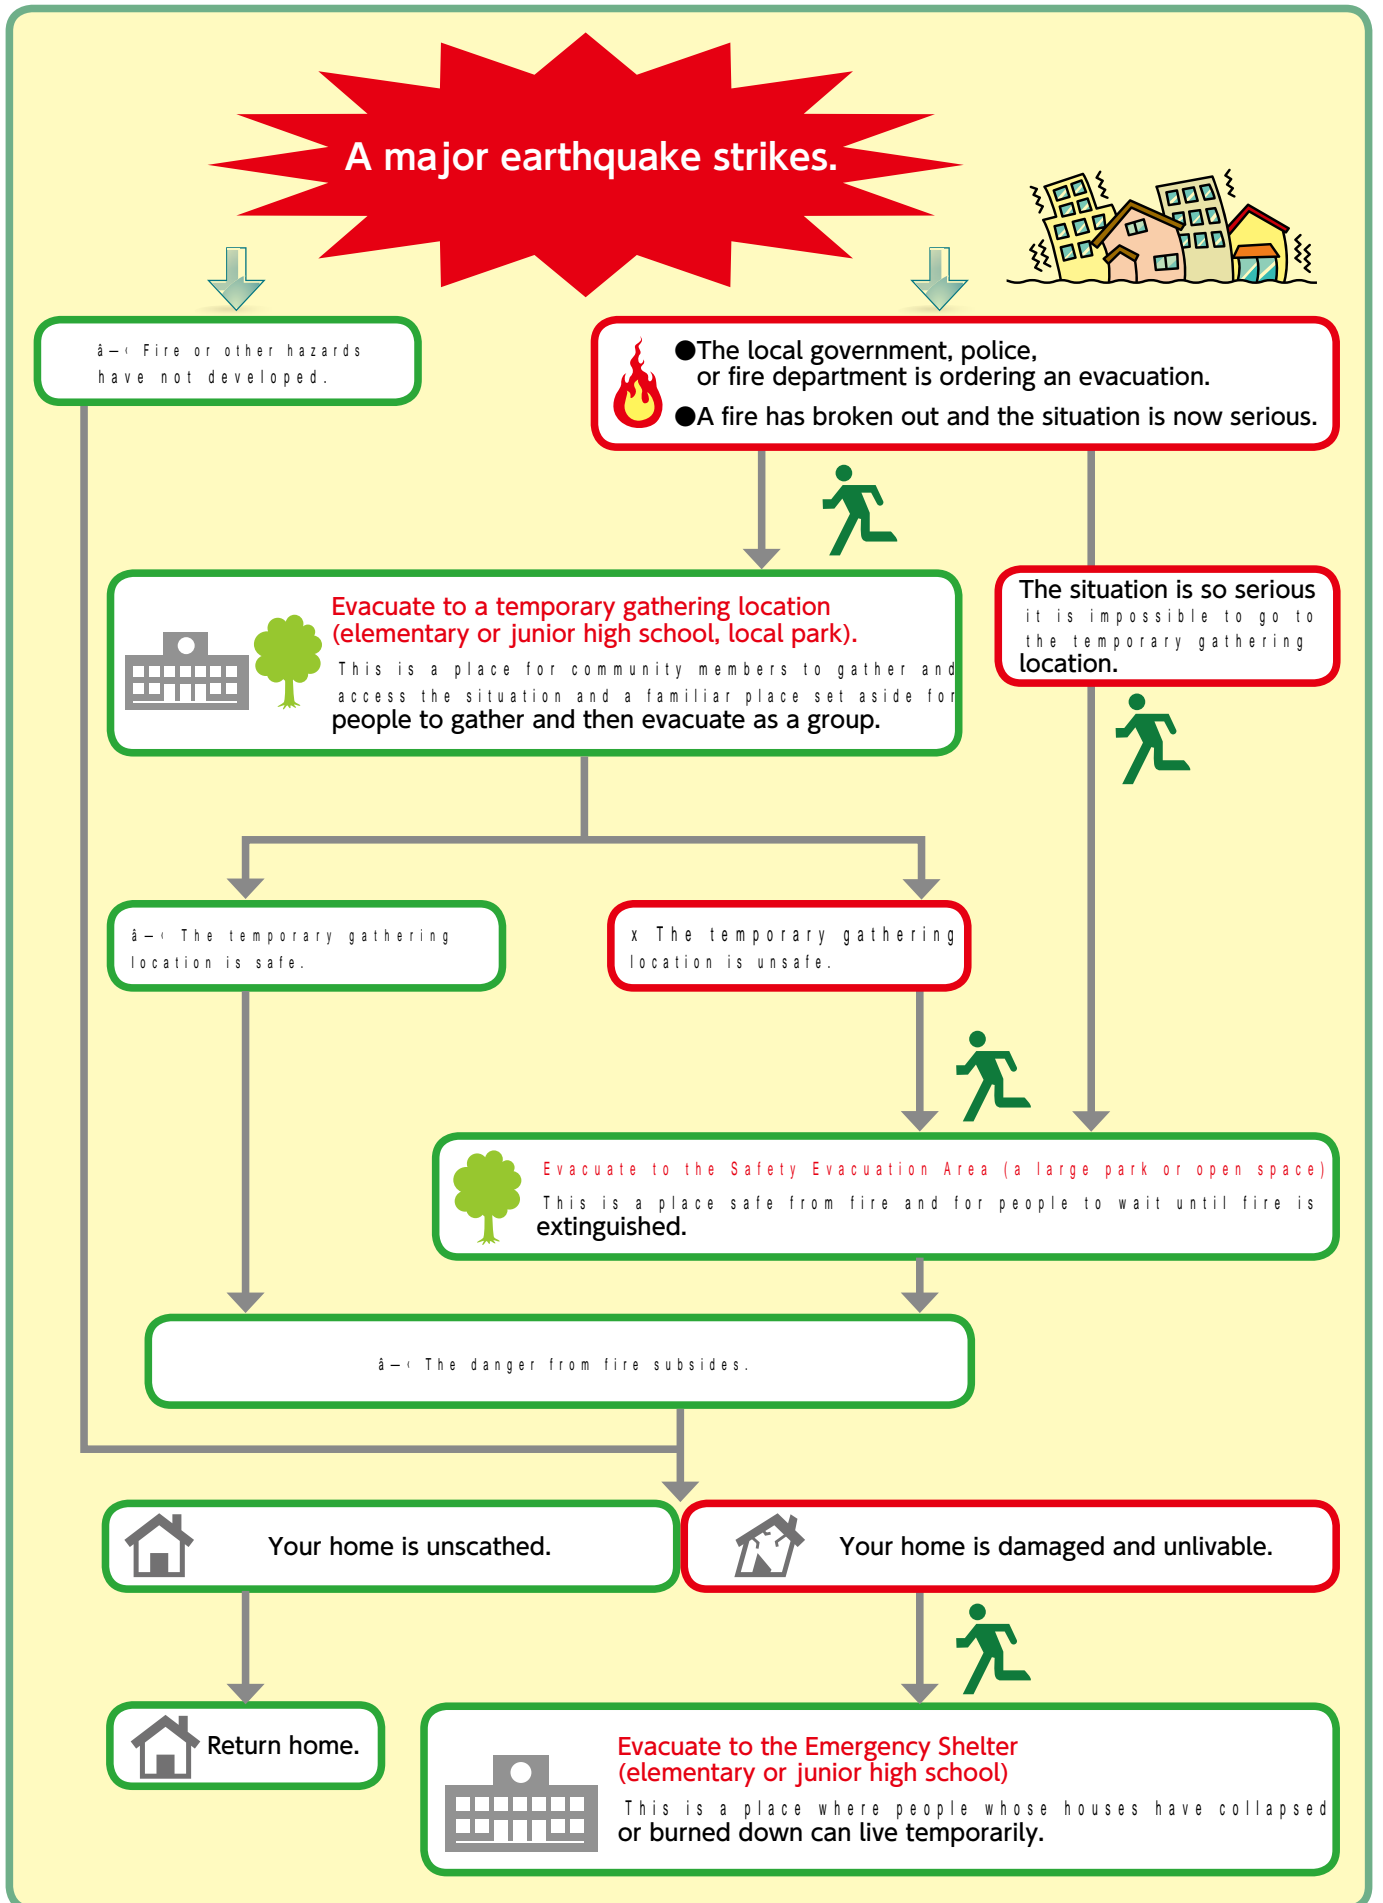 A major earthquake strikes.
â—‹ Fire or other hazards
have not developed.
●The local government, police,
or fire department is ordering an evacuation.
●A fire has broken out and the situation is now serious.
Evacuate to a temporary gathering location
(elementary or junior high school, local park).
This is a place for community members to gather and
access the situation and a familiar place set aside for
people to gather and then evacuate as a group.
The situation is so serious
it is impossible to go to
the temporary gathering
location.
â—‹ The temporary gathering
location is safe.
x The temporary gathering
location is unsafe.
Evacuate to the Safety Evacuation Area (a large park or open space)
This is a place safe from fire and for people to wait until fire is
extinguished.
â—‹ The danger from fire subsides.
Your home is unscathed.
Your home is damaged and unlivable.
Return home.
Evacuate to the Emergency Shelter
(elementary or junior high school)
This is a place where people whose houses have collapsed
or burned down can live temporarily.